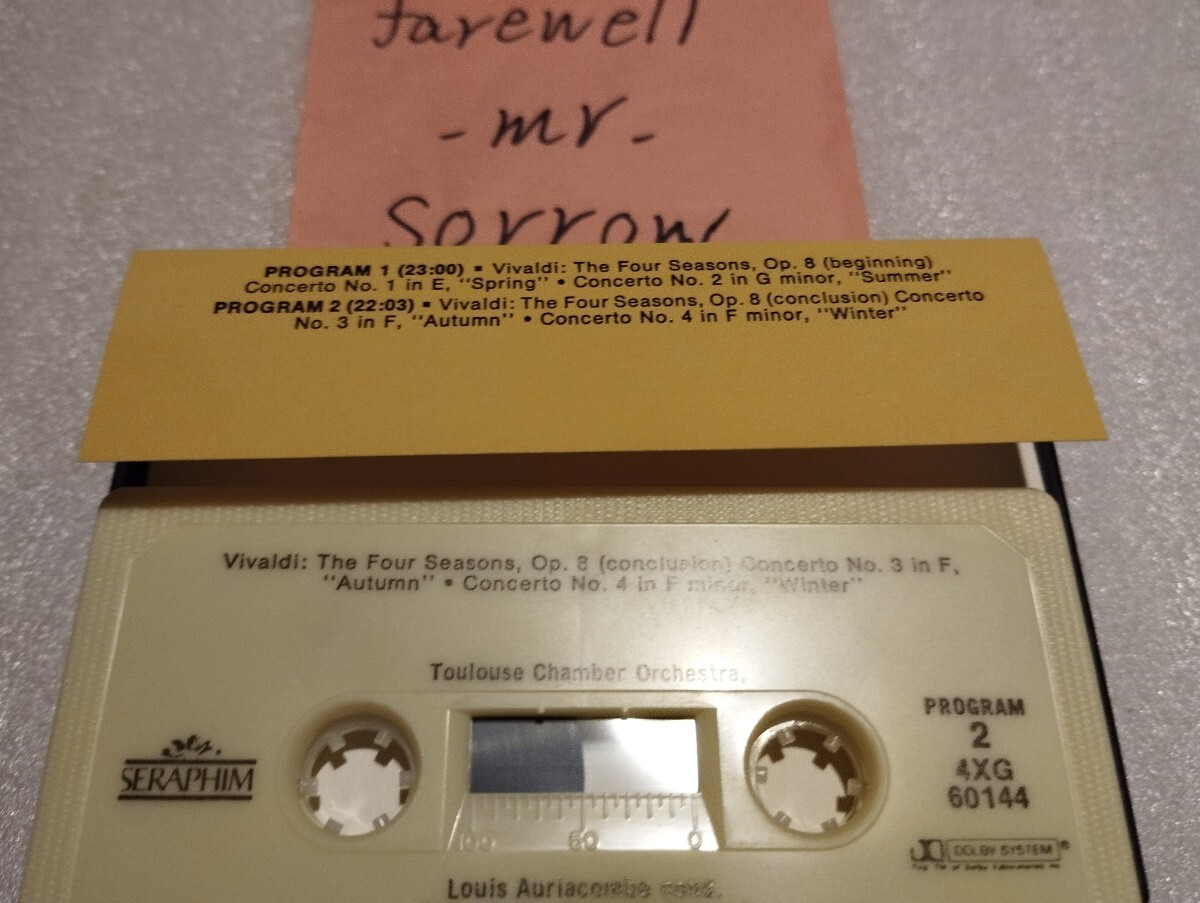 farewell
- mr -
Sorrow
PROGRAM 1 (23:00) ▪ Vivaldi: The Four Seasons, Op. 8 (beginning)
Concerto No. 1 in E, "Spring" • Concerto No. 2 in G minor, "Summer"
PROGRAM 2 (22:03) ▪ Vivaldi: The Four Seasons, Op. 8 (conclusion) Concerto
No. 3 in F, "Autumn" • Concerto No. 4 in F minor, "Winter"
Vivaldi: The Four Seasons, Op. 8 (conclusion) Concerto No. 3 in F,
"Autumn" • Concerto No. 4 in F minor, "Winter"
Toulouse Chamber Orchestra,
SERAPHIM
100 50 0
PROGRAM
2
4XG
60144
DOLBY SYSTEM®
Louis Auriacombe cond.